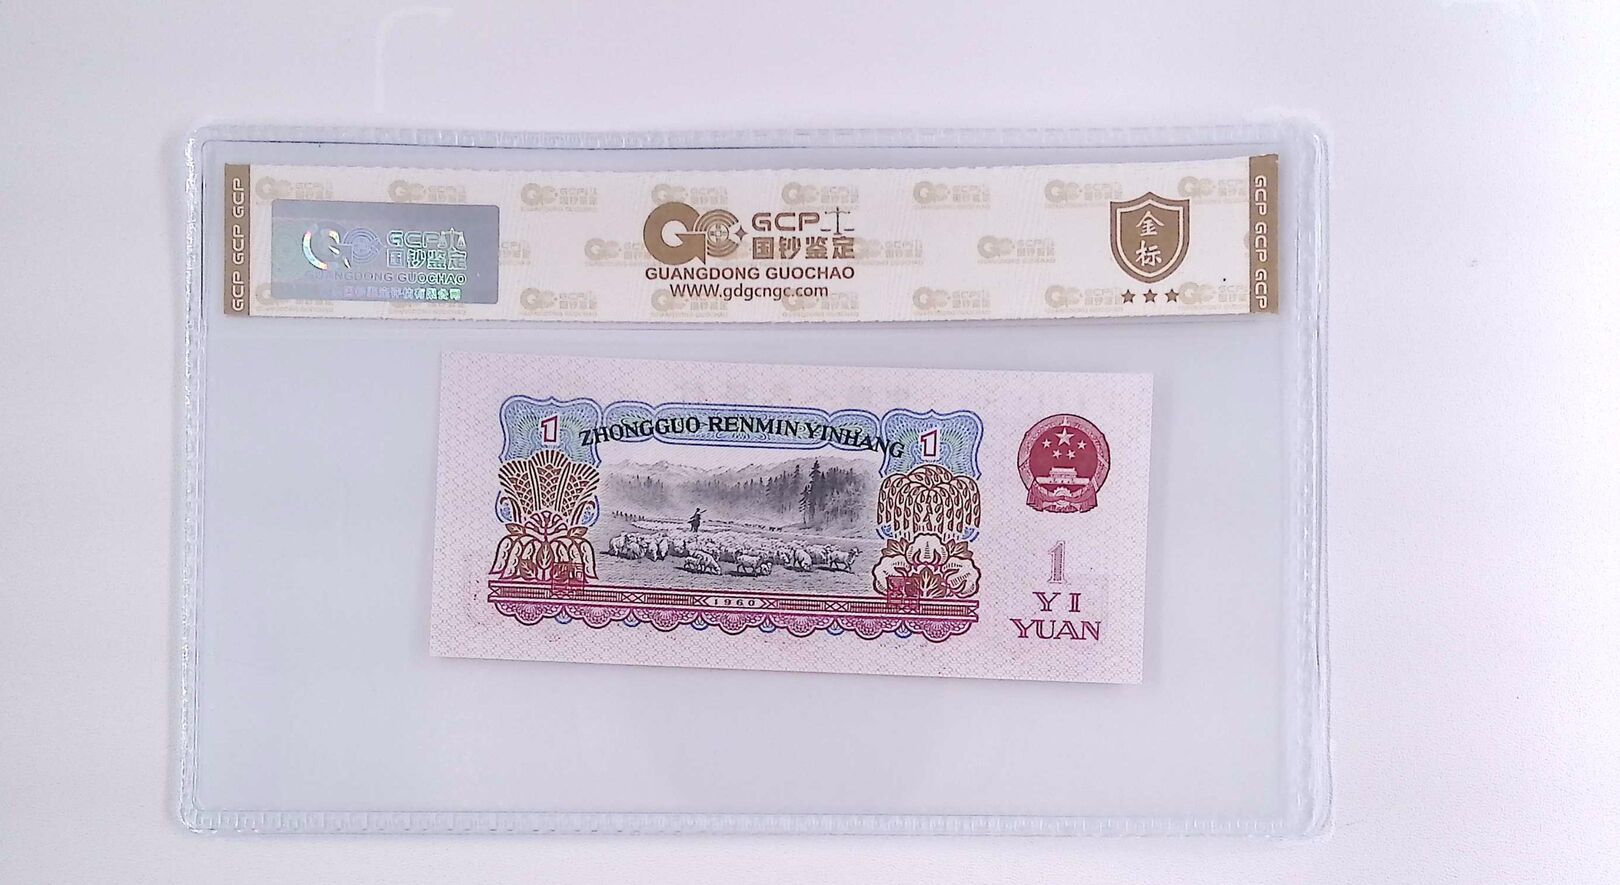 GCP GCP GCP
GCP
国钞鉴定
GUANGDONG GUOCHAO
GCP
国钞鉴定
GUANGDONG GUOCHAO
www.gdgcngc.com
金标
GCP GCP GCP
1 ZHONGGUO RENMIN YINHANG 1
1960
1
YI
YUAN